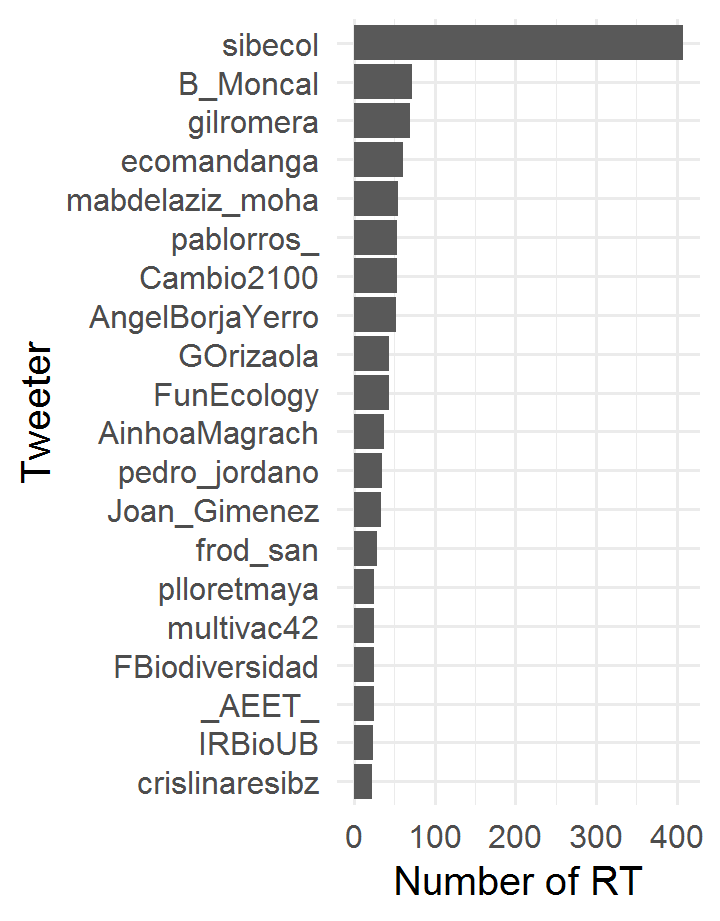 sibecol
B_Moncal
gilromera
ecomandanga
mabdelaziz_moha
pablorros_
Cambio2100
AngelBorjaYerro
GOrizaola
FunEcology
AinhoaMagrach
pedro_jordano
Joan_Gimenez
frod_san
plloretmaya
multivac42
FBiodiversidad
_AEET_
IRBioUB
crislinaresibz
Tweeter
0 100 200 300 400
Number of RT